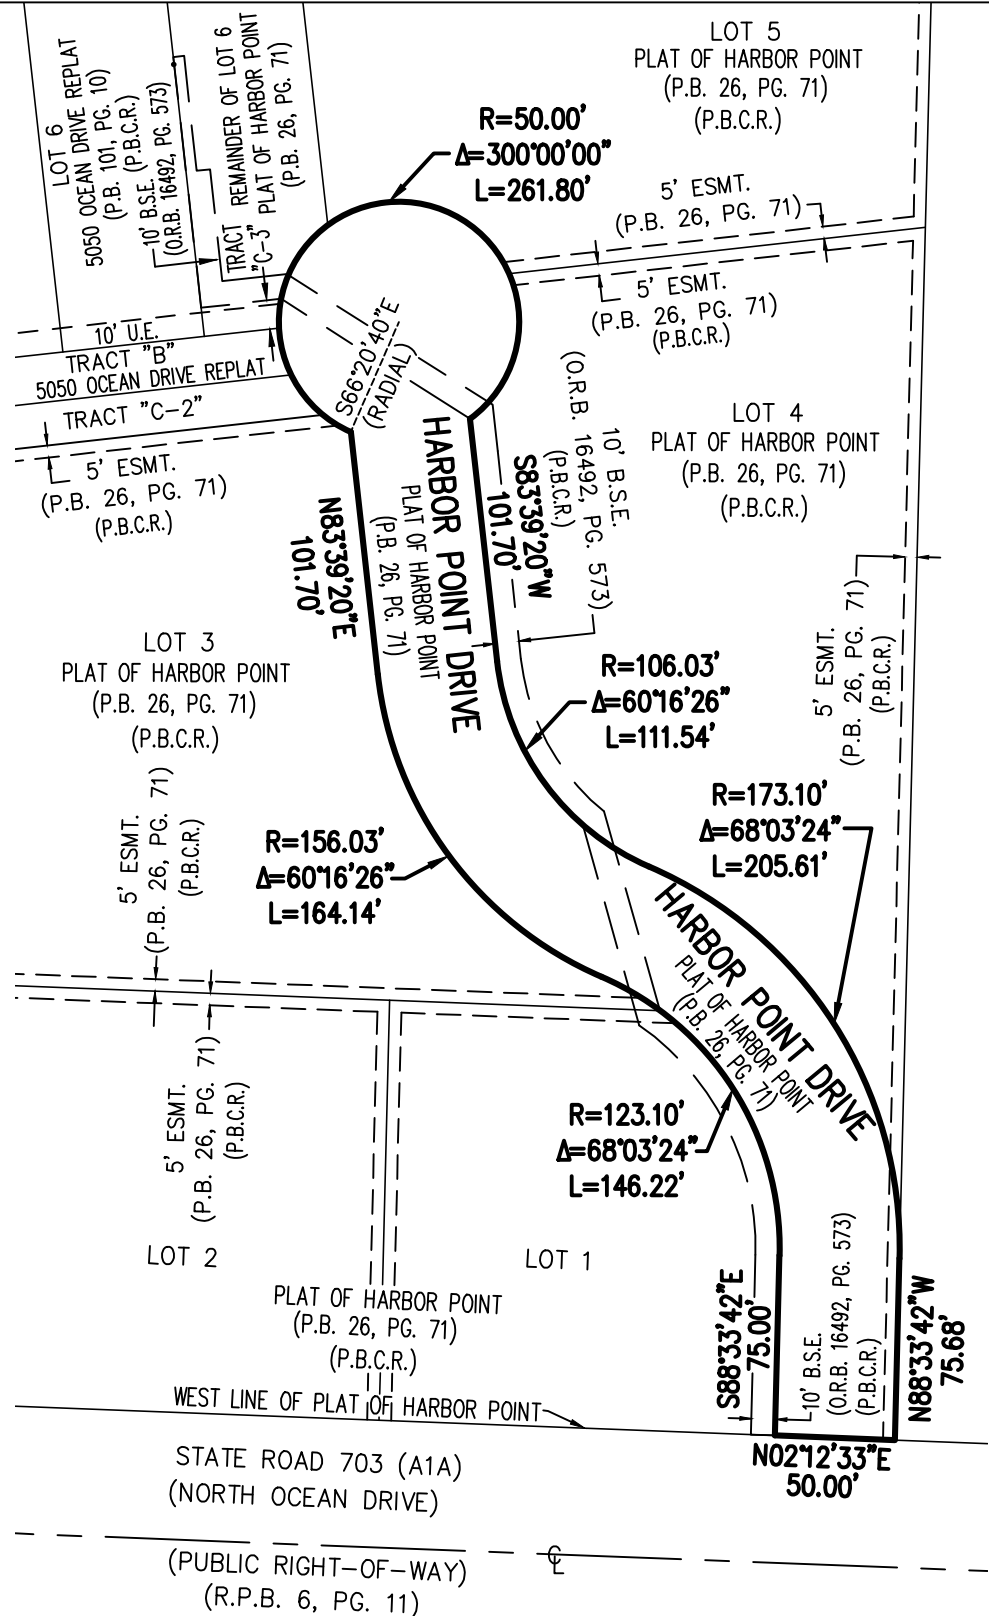 LOT 5
PLAT OF HARBOR POINT
(P.B. 26, PG. 71)
(P.B.C.R.)
LOT 6
5050 OCEAN DRIVE REPLAT
(P.B. 101, PG. 10)
(P.B.C.R.)
10' B.S.E.
(O.R.B. 16492, PG. 573)
REMAINDER OF LOT 6
PLAT OF HARBOR POINT
(P.B. 26, PG. 71)
TRACT
"C-3"
R=50.00'
Δ=300°00'00"
L=261.80'
5' ESMT.
(P.B. 26, PG. 71)
5' ESMT.
(P.B. 26, PG. 71)
(P.B.C.R.)
10' U.E.
TRACT "B"
5050 OCEAN DRIVE REPLAT
TRACT "C-2"
S66°20'40"E
(RADIAL)
5' ESMT.
(P.B. 26, PG. 71)
(P.B.C.R.)
10' B.S.E.
(O.R.B. 16492, PG. 573)
(P.B.C.R.)
LOT 4
PLAT OF HARBOR POINT
(P.B. 26, PG. 71)
(P.B.C.R.)
HARBOR POINT DRIVE
PLAT OF HARBOR POINT
(P.B. 26, PG. 71)
S83°39'20"W
101.70'
N83°39'20"E
101.70'
5' ESMT.
(P.B. 26, PG. 71)
(P.B.C.R.)
LOT 3
PLAT OF HARBOR POINT
(P.B. 26, PG. 71)
(P.B.C.R.)
R=106.03'
Δ=60°16'26"
L=111.54'
R=173.10'
Δ=68°03'24"
L=205.61'
5' ESMT.
(P.B. 26, PG. 71)
(P.B.C.R.)
R=156.03'
Δ=60°16'26"
L=164.14'
HARBOR POINT DRIVE
PLAT OF HARBOR POINT
(P.B. 26, PG. 71)
5' ESMT.
(P.B. 26, PG. 71)
(P.B.C.R.)
R=123.10'
Δ=68°03'24"
L=146.22'
LOT 2
LOT 1
PLAT OF HARBOR POINT
(P.B. 26, PG. 71)
(P.B.C.R.)
S88°33'42"E
75.00'
10' B.S.E.
(O.R.B. 16492, PG. 573)
(P.B.C.R.)
N88°33'42"W
75.68'
WEST LINE OF PLAT OF HARBOR POINT
N02°12'33"E
50.00'
STATE ROAD 703 (A1A)
(NORTH OCEAN DRIVE)
(PUBLIC RIGHT-OF-WAY)
(R.P.B. 6, PG. 11)
℄